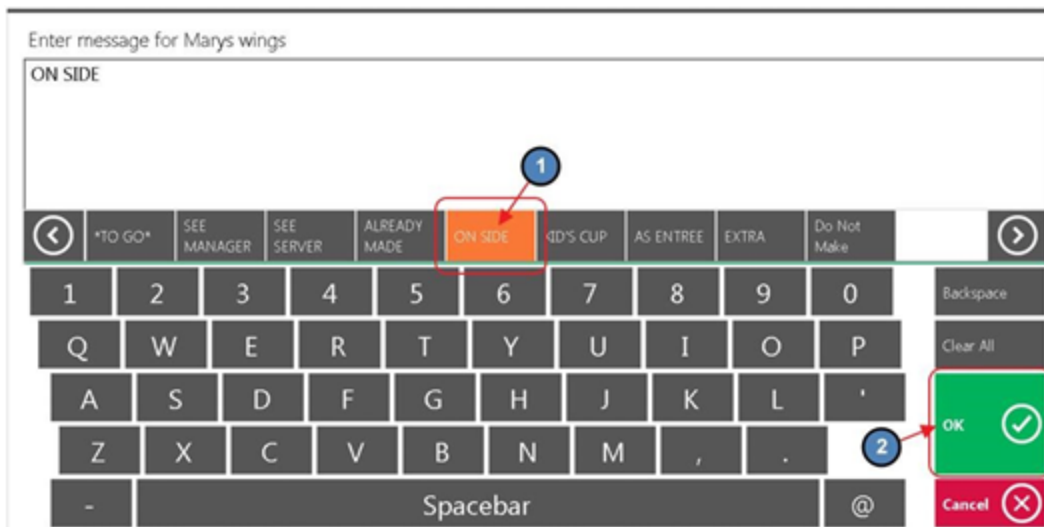 Enter message for Marys wings
ON SIDE
1
*TO GO*
SEE
MANAGER
SEE
SERVER
ALREADY
MADE
ON SIDE
KID'S CUP
AS ENTREE
EXTRA
Do Not
Make
1 2 3 4 5 6 7 8 9 0 Backspace
Q W E R T Y U I O P Clear All
A S D F G H J K L '
OK
Z X C V B N M , . 2
- Spacebar @ Cancel